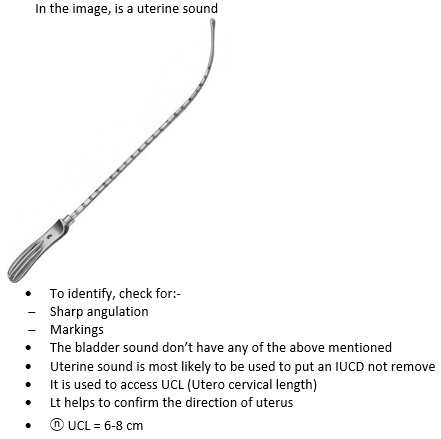 In the image, is a uterine sound
• To identify, check for:-
– Sharp angulation
– Markings
• The bladder sound don't have any of the above mentioned
• Uterine sound is most likely to be used to put an IUCD not remove
• It is used to access UCL (Utero cervical length)
• Lt helps to confirm the direction of uterus
• ⓝ UCL = 6-8 cm